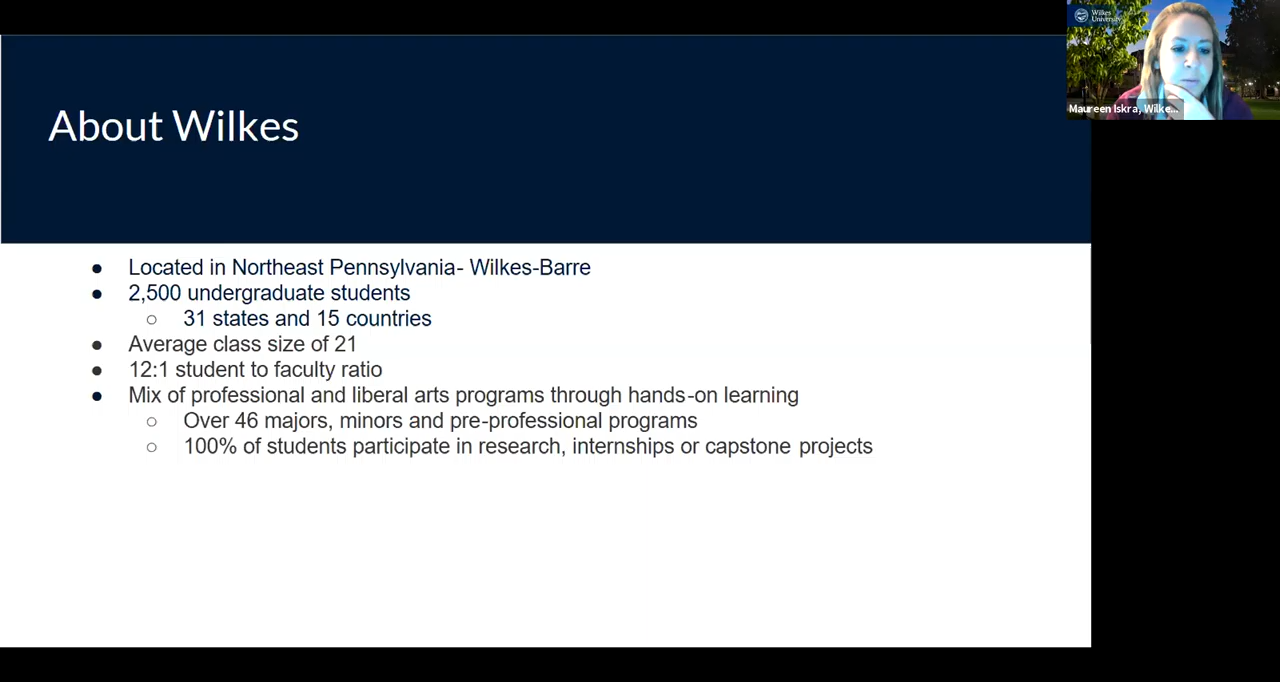 About Wilkes
Wilkes
University
Maureen Iskra, Wilke...
● Located in Northeast Pennsylvania- Wilkes-Barre
● 2,500 undergraduate students
○ 31 states and 15 countries
● Average class size of 21
● 12:1 student to faculty ratio
● Mix of professional and liberal arts programs through hands-on learning
○ Over 46 majors, minors and pre-professional programs
○ 100% of students participate in research, internships or capstone projects